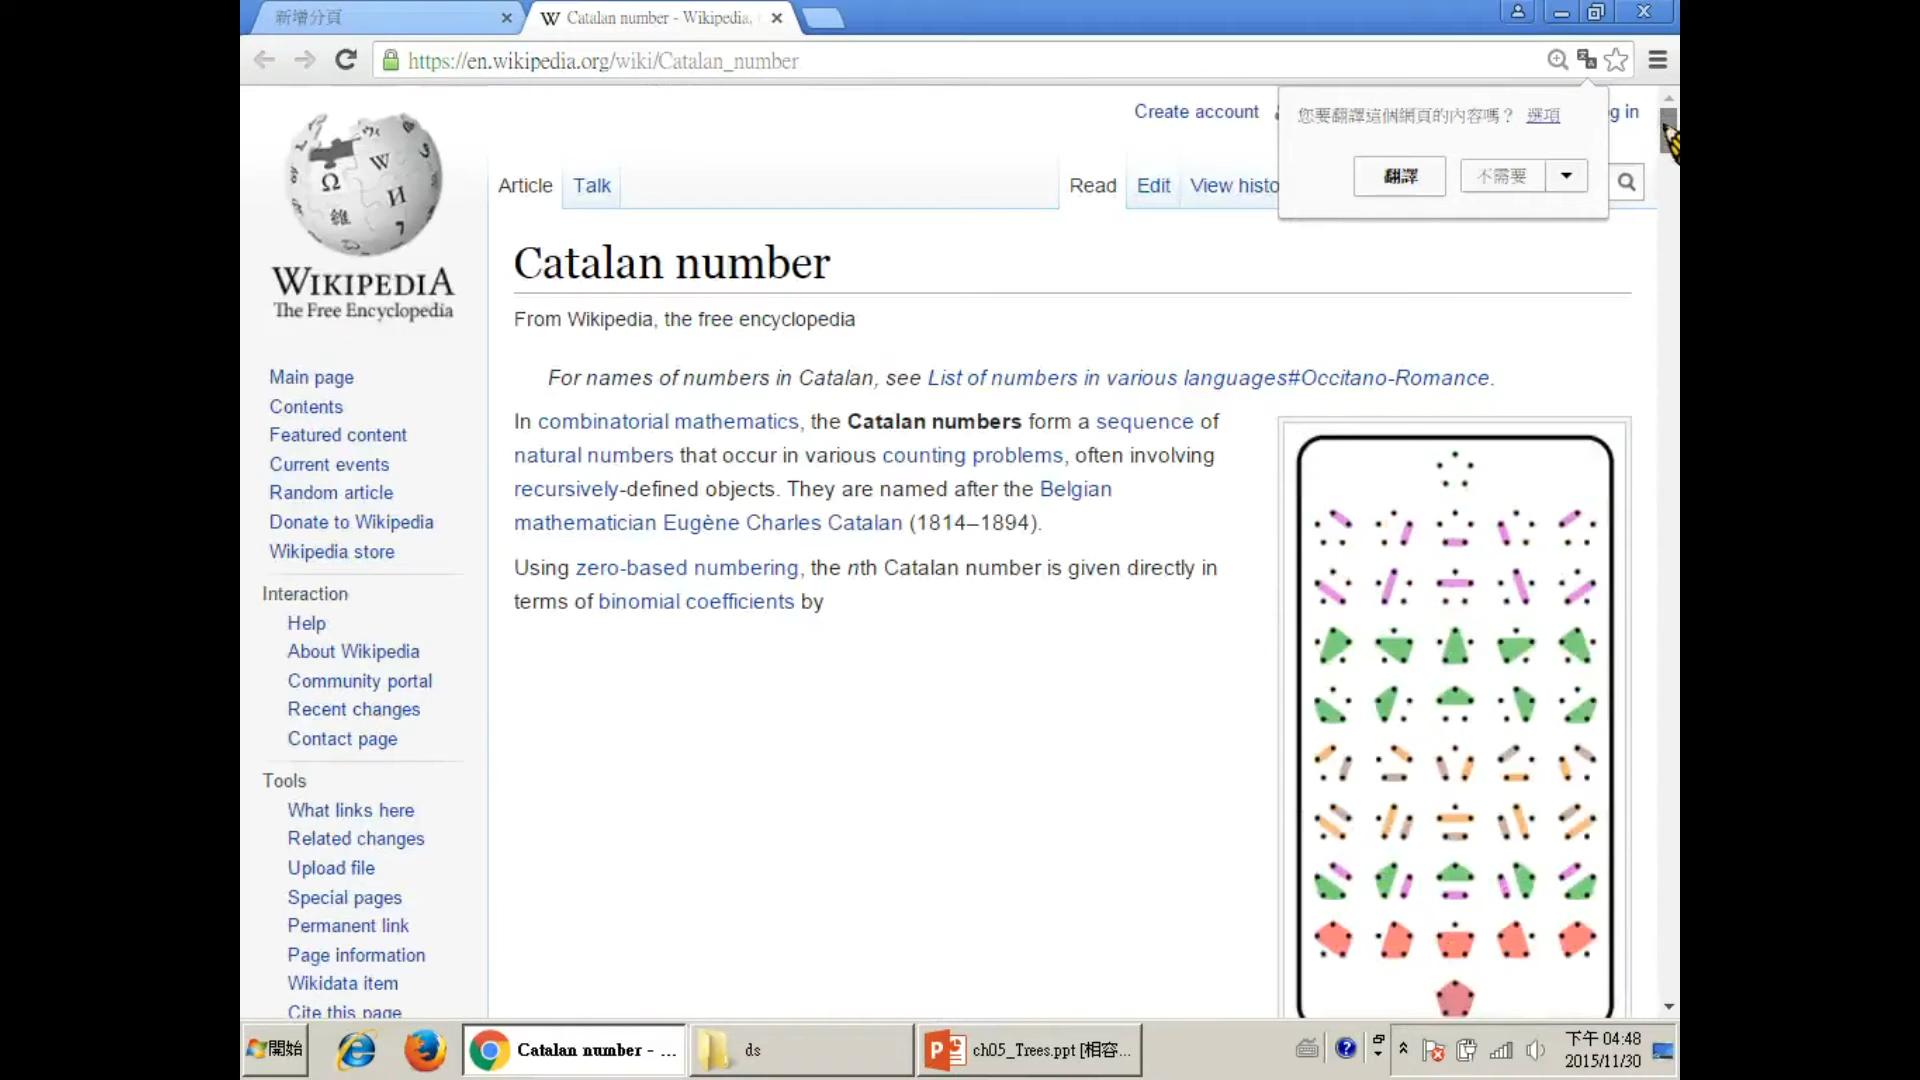 新增分頁
Catalan number - Wikipedia,
https://en.wikipedia.org/wiki/Catalan_number
您要翻譯這個網頁的內容嗎？ 選項
翻譯 不需要
Create account
g in
Article Talk Read Edit View histo
WIKIPEDIA
The Free Encyclopedia
Main page
Contents
Featured content
Current events
Random article
Donate to Wikipedia
Wikipedia store
Interaction
Help
About Wikipedia
Community portal
Recent changes
Contact page
Tools
What links here
Related changes
Upload file
Special pages
Permanent link
Page information
Wikidata item
Cite this page
Catalan number
From Wikipedia, the free encyclopedia
For names of numbers in Catalan, see List of numbers in various languages#Occitano-Romance.
In combinatorial mathematics, the Catalan numbers form a sequence of
natural numbers that occur in various counting problems, often involving
recursively-defined objects. They are named after the Belgian
mathematician Eugène Charles Catalan (1814–1894).
Using zero-based numbering, the nth Catalan number is given directly in
terms of binomial coefficients by
開始
Catalan number - ...
ds
ch05_Trees.ppt [相容...
下午 04:48
2015/11/30